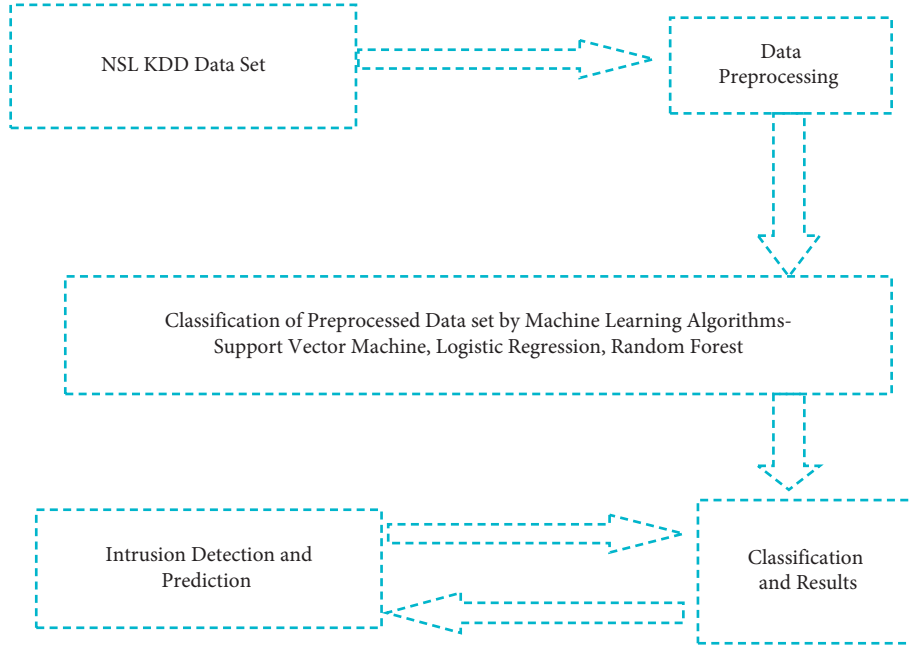 NSL KDD Data Set
Data
Preprocessing
Classification of Preprocessed Data set by Machine Learning Algorithms-
Support Vector Machine, Logistic Regression, Random Forest
Intrusion Detection and
Prediction
Classification
and Results